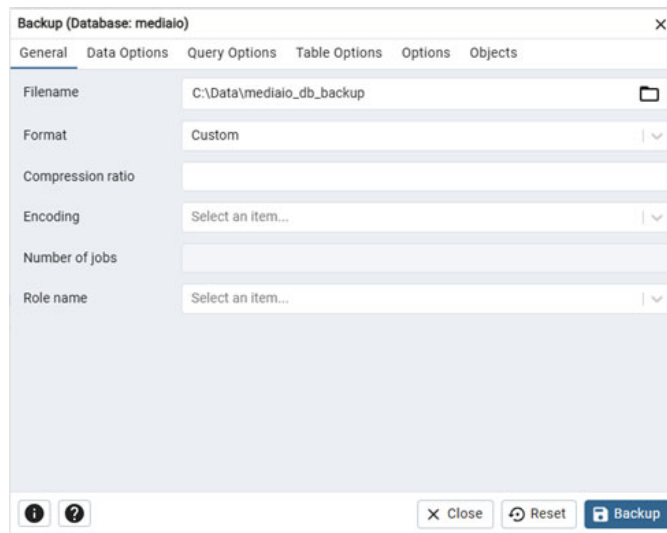 Backup (Database: mediaio)
General Data Options Query Options Table Options Options Objects
Filename C:\Data\mediaio_db_backup
Format Custom
Compression ratio
Encoding Select an item...
Number of jobs
Role name Select an item...
Close Reset Backup